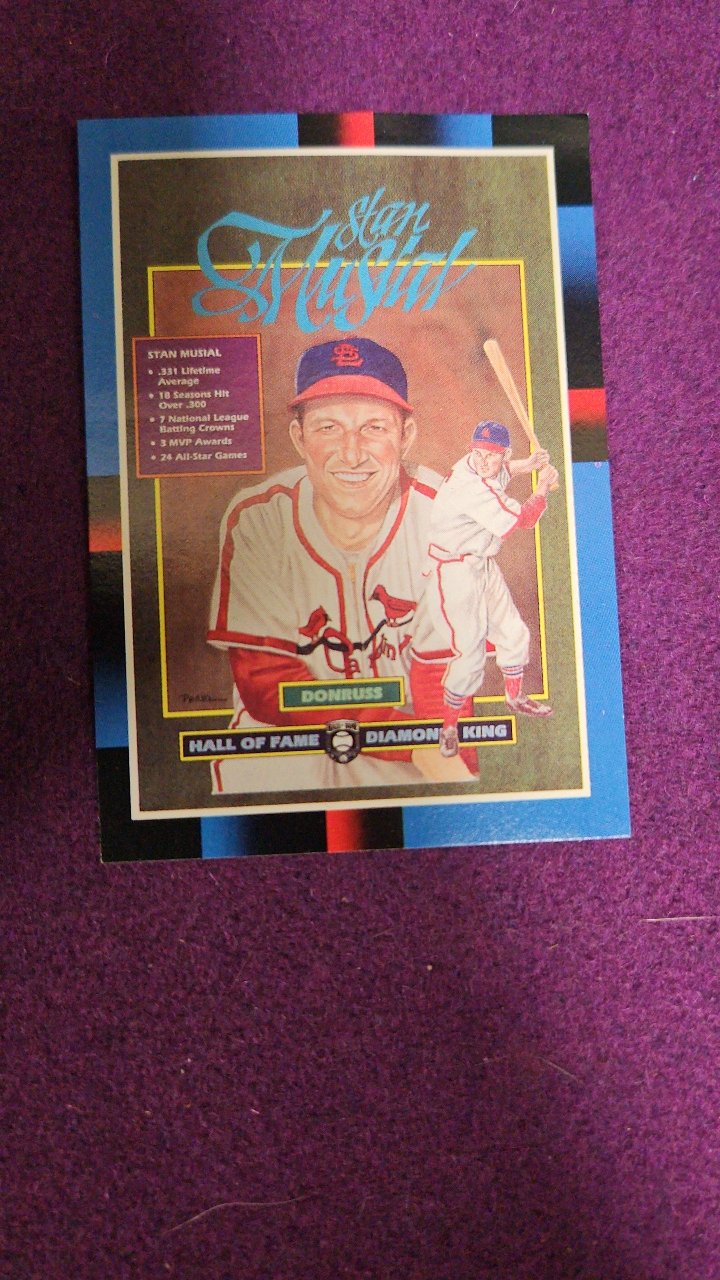 Stan
Musial
STAN MUSIAL
• .331 Lifetime
Average
• 18 Seasons Hit
Over .300
• 7 National League
Batting Crowns
• 3 MVP Awards
• 24 All-Star Games
DONRUSS
HALL OF FAME DIAMOND KING